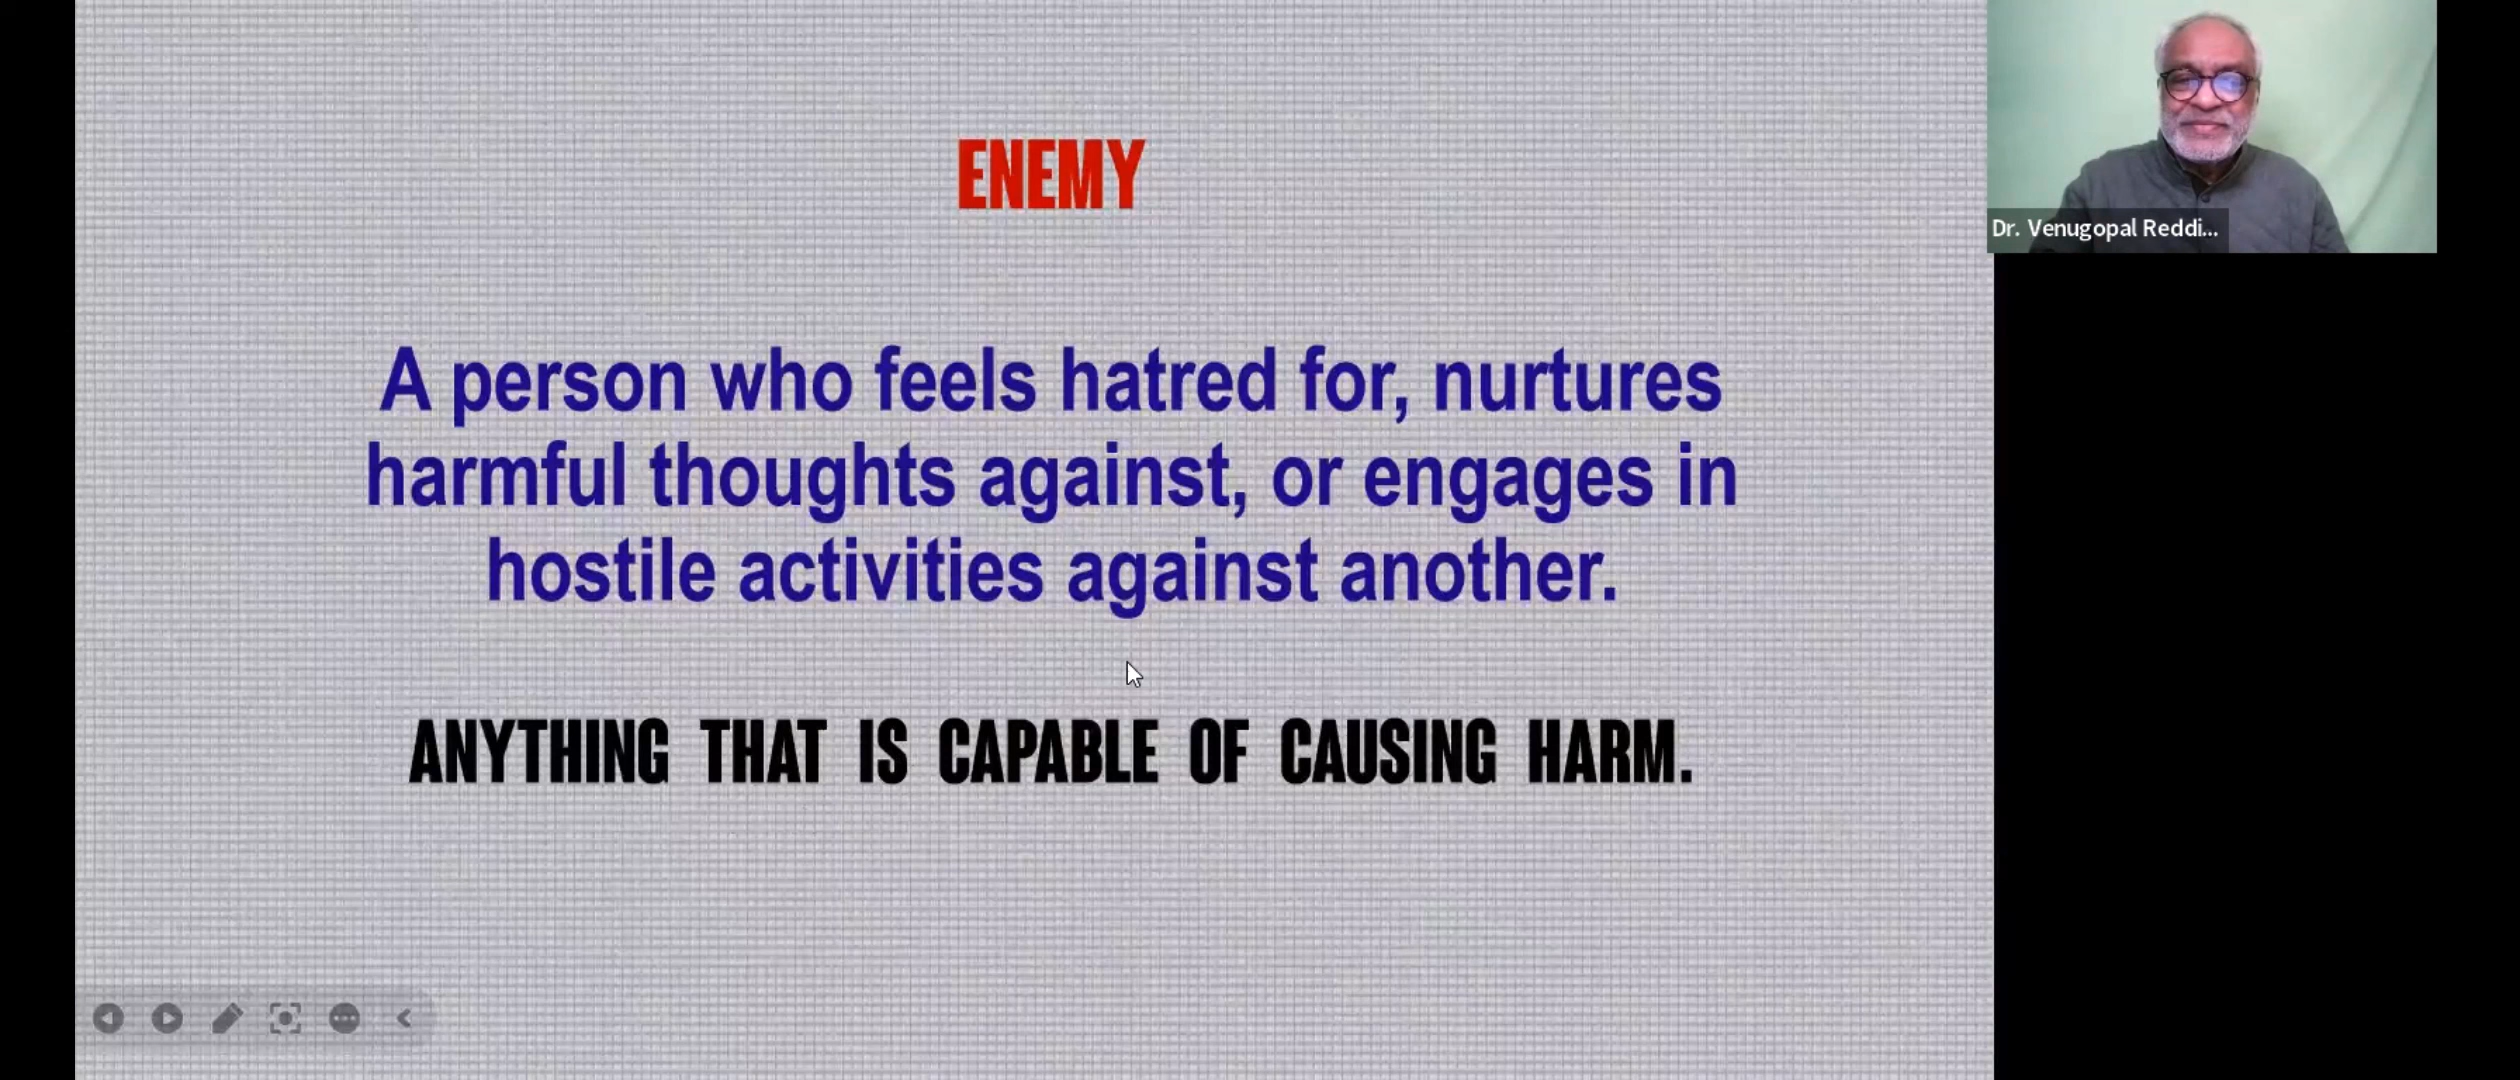 ENEMY
A person who feels hatred for, nurtures
harmful thoughts against, or engages in
hostile activities against another.
ANYTHING THAT IS CAPABLE OF CAUSING HARM.
Dr. Venugopal Reddi...